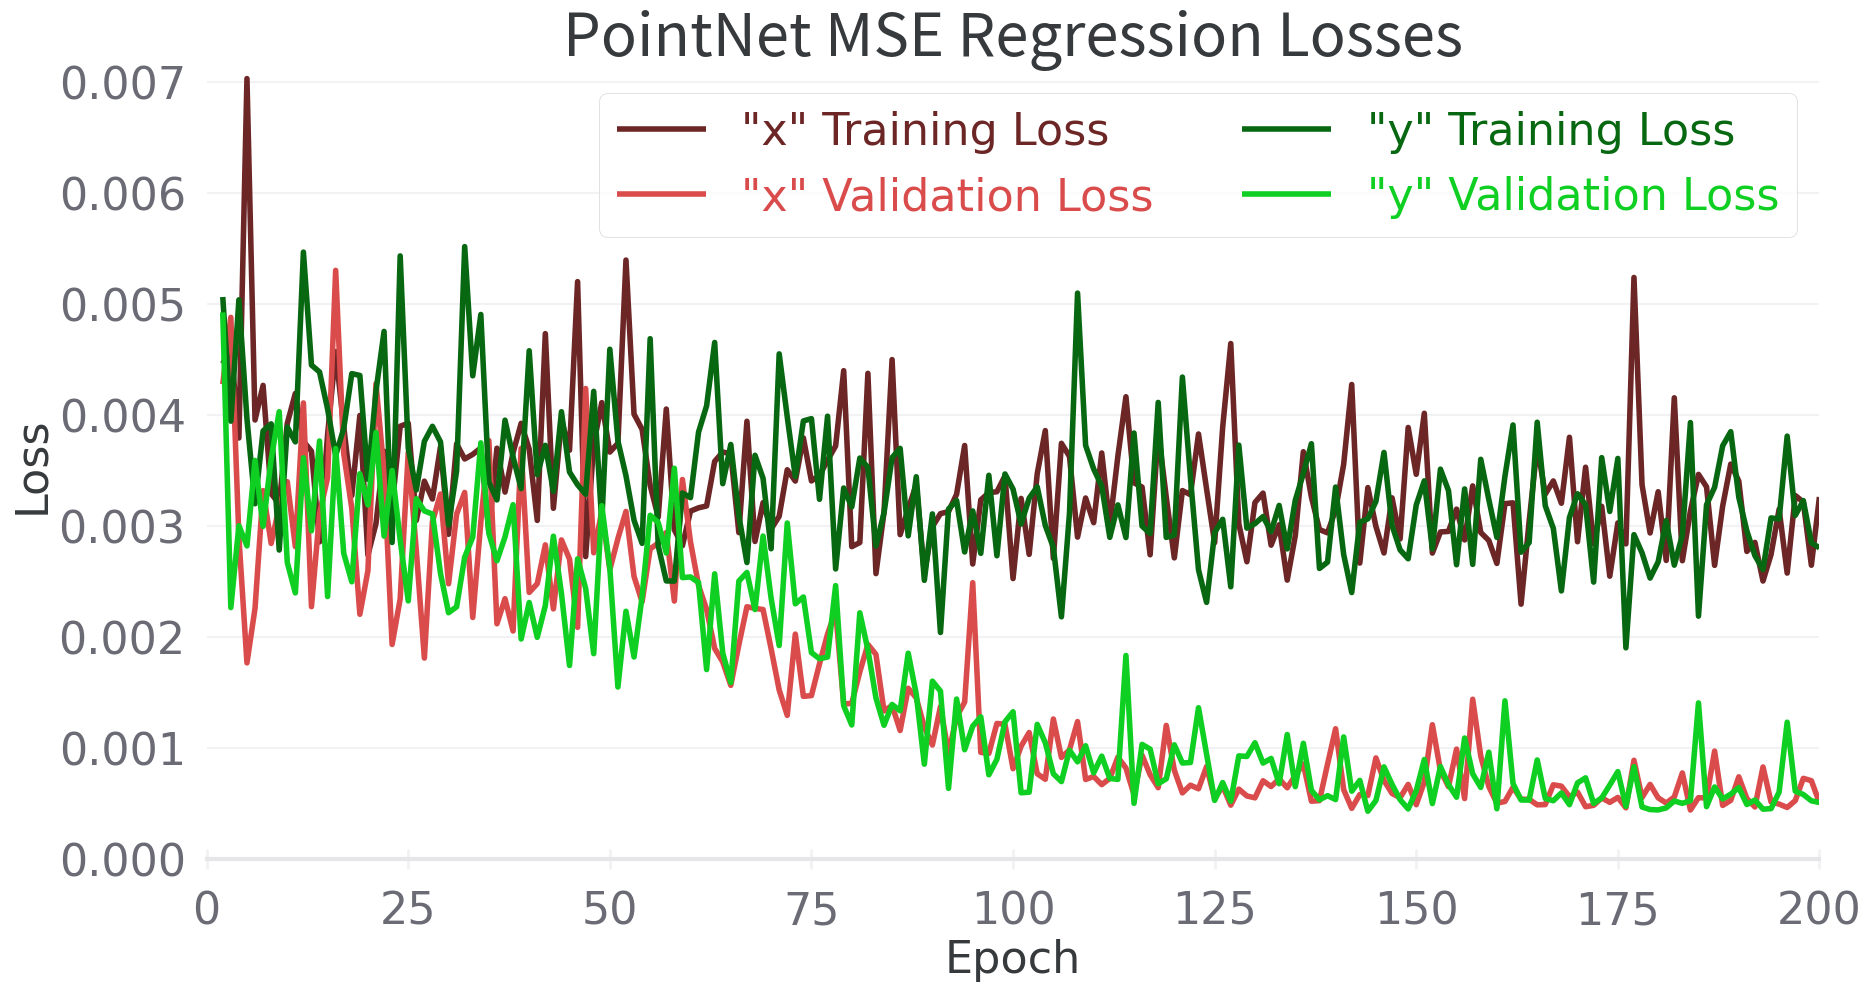 PointNet MSE Regression Losses
"x" Training Loss
"x" Validation Loss
"y" Training Loss
"y" Validation Loss
Loss
0.007
0.006
0.005
0.004
0.003
0.002
0.001
0.000
0 25 50 75 100 125 150 175 200
Epoch